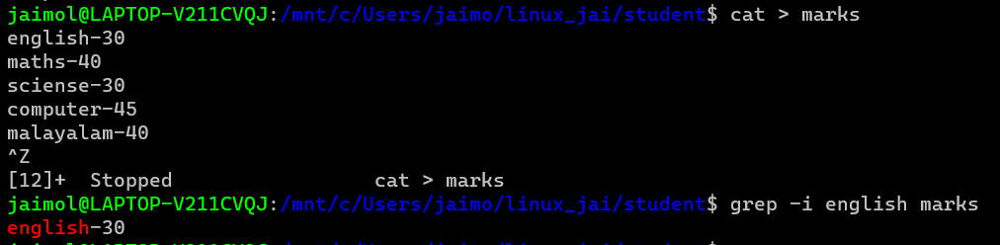 jaimol@LAPTOP-V211CVQJ:/mnt/c/Users/jaimo/linux_jai/student$ cat > marks
english-30
maths-40
sciense-30
computer-45
malayalam-40
^Z
[12]+  Stopped                 cat > marks
jaimol@LAPTOP-V211CVQJ:/mnt/c/Users/jaimo/linux_jai/student$ grep -i english marks
english-30